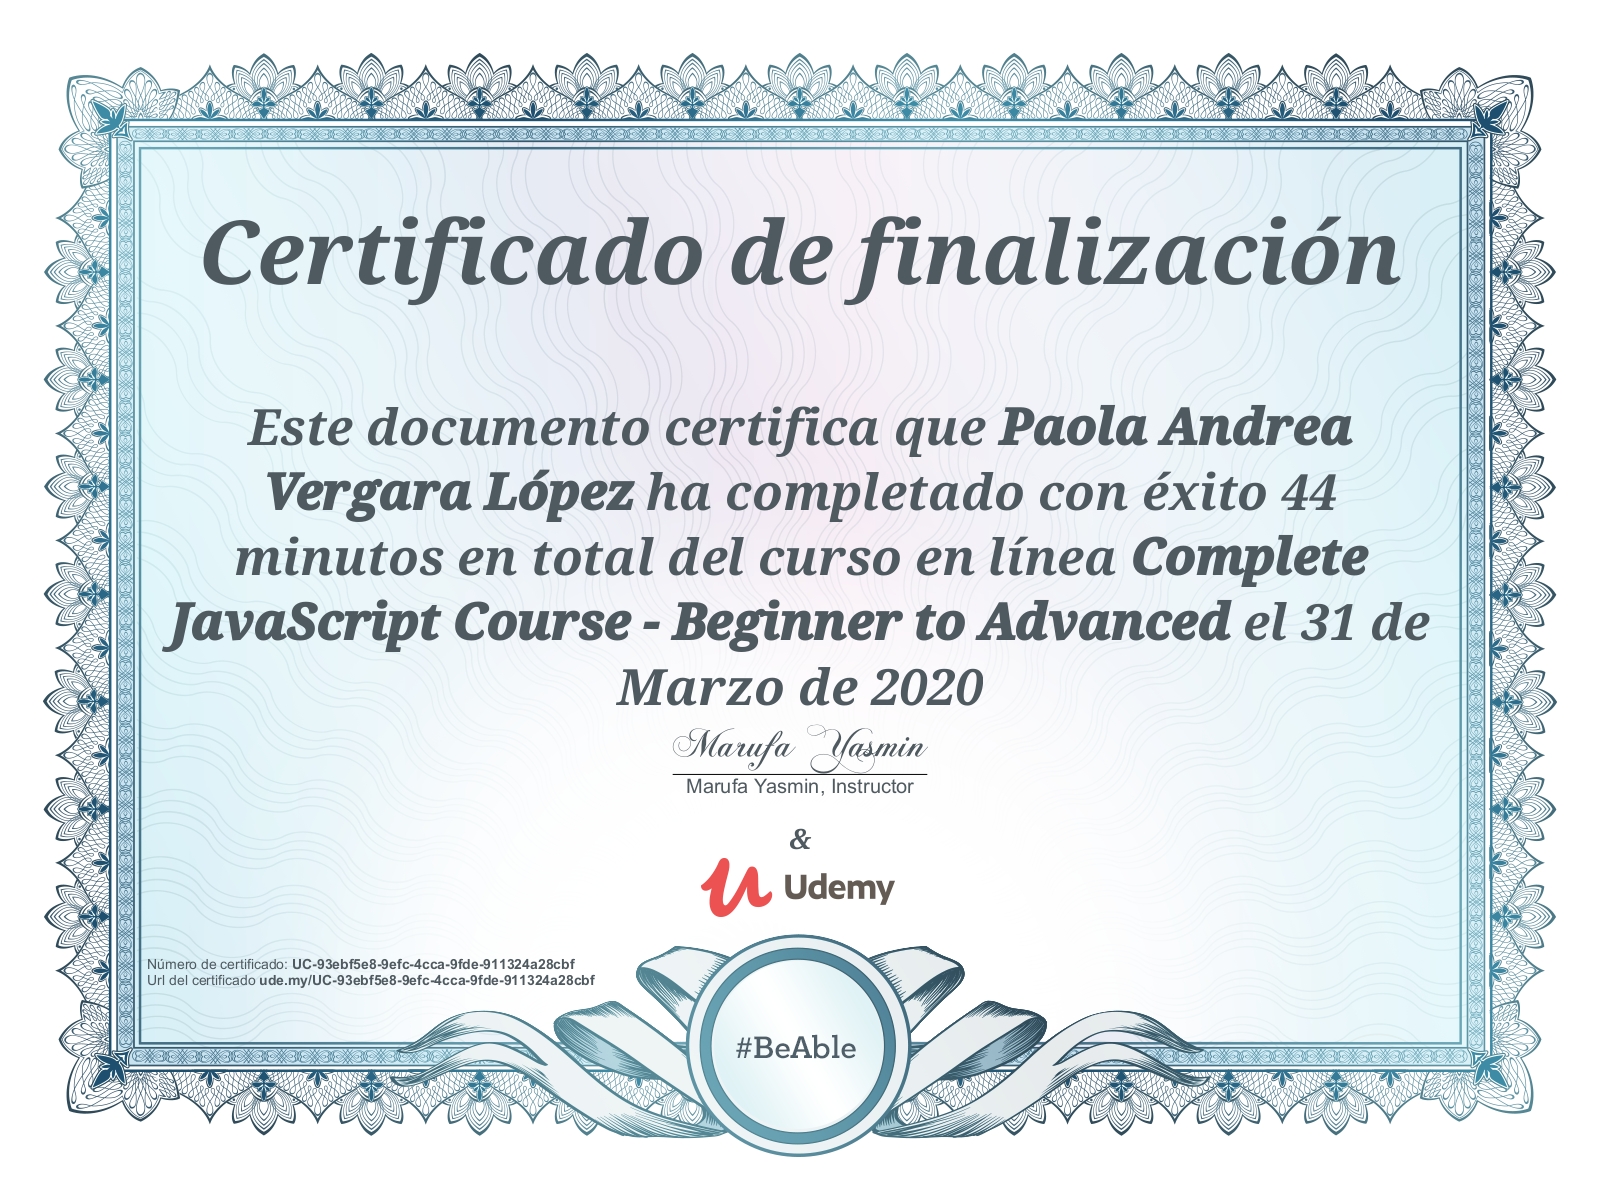 Certificado de finalización
Este documento certifica que Paola Andrea
Vergara López ha completado con éxito 44
minutos en total del curso en línea Complete
JavaScript Course - Beginner to Advanced el 31 de
Marzo de 2020
Marufa Yasmin
Marufa Yasmin, Instructor
&
Udemy
Número de certificado: UC-93ebf5e8-9efc-4cca-9fde-911324a28cbf
Url del certificado ude.my/UC-93ebf5e8-9efc-4cca-9fde-911324a28cbf
#BeAble